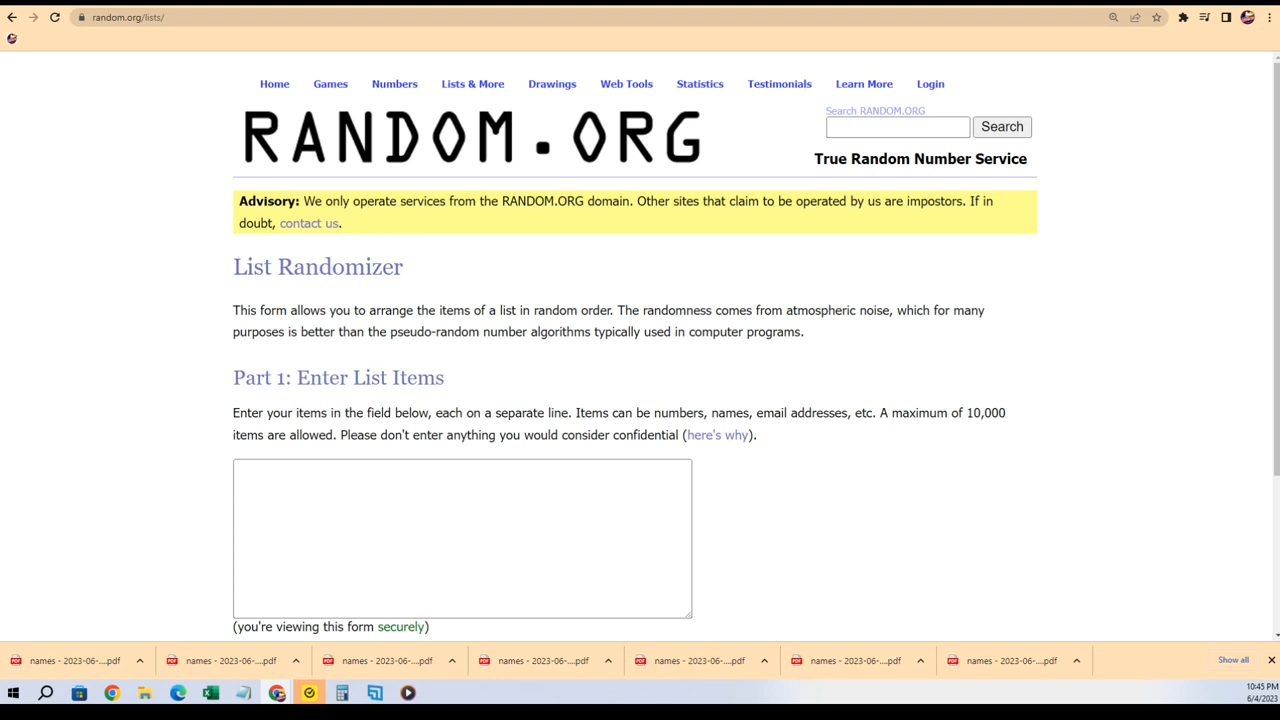 random.org/lists/
Home Games Numbers Lists & More Drawings Web Tools Statistics Testimonials Learn More Login
RANDOM.ORG
Search RANDOM.ORG
Search
True Random Number Service
Advisory: We only operate services from the RANDOM.ORG domain. Other sites that claim to be operated by us are impostors. If in
doubt, contact us.
List Randomizer
This form allows you to arrange the items of a list in random order. The randomness comes from atmospheric noise, which for many
purposes is better than the pseudo-random number algorithms typically used in computer programs.
Part 1: Enter List Items
Enter your items in the field below, each on a separate line. Items can be numbers, names, email addresses, etc. A maximum of 10,000
items are allowed. Please don't enter anything you would consider confidential (here's why).
(you're viewing this form securely)
names - 2023-06-....pdf names - 2023-06-....pdf names - 2023-06-....pdf names - 2023-06-....pdf names - 2023-06-....pdf names - 2023-06-....pdf names - 2023-06-....pdf Show all
10:45 PM
6/4/2023